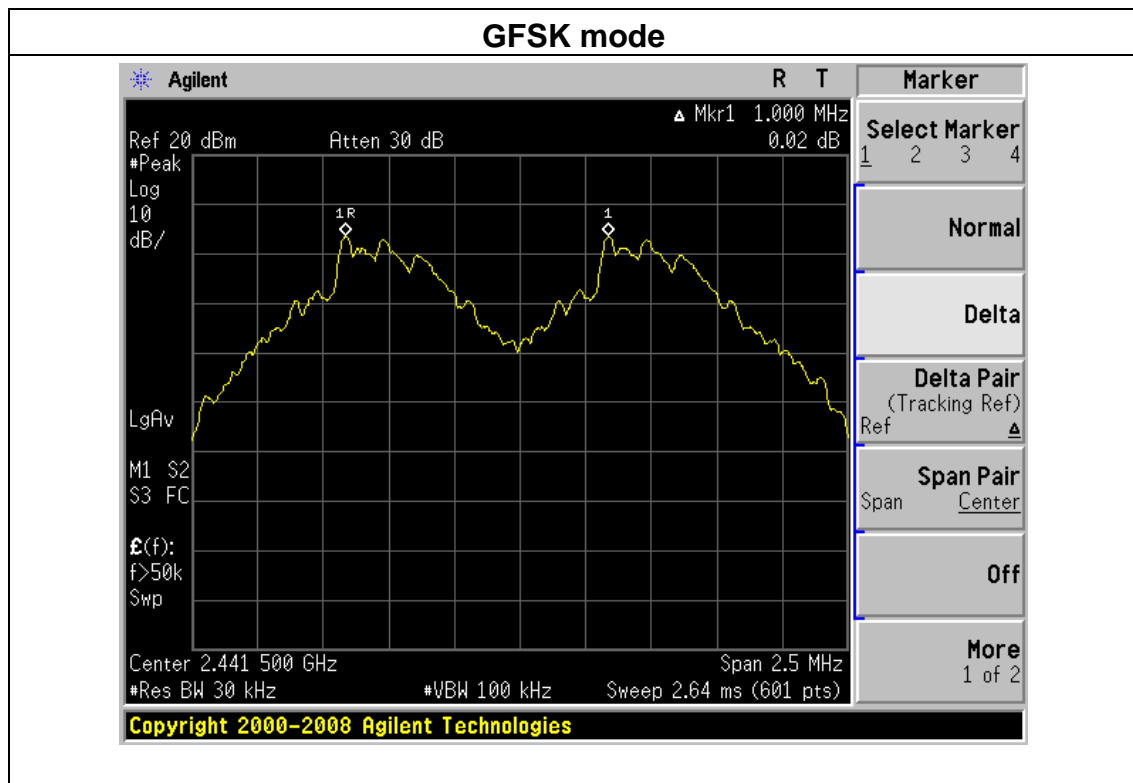 GFSK mode
Agilent R T
Marker
Δ Mkr1 1.000 MHz
Ref 20 dBm Atten 30 dB 0.02 dB
#Peak
Log
10
dB/
1R
1
LgAv
M1 S2
S3 FC
£(f):
f>50k
Swp
Center 2.441 500 GHz Span 2.5 MHz
#Res BW 30 kHz #VBW 100 kHz Sweep 2.64 ms (601 pts)
Copyright 2000-2008 Agilent Technologies
Select Marker
1 2 3 4
Normal
Delta
Delta Pair
(Tracking Ref)
Ref Δ
Span Pair
Span Center
Off
More
1 of 2